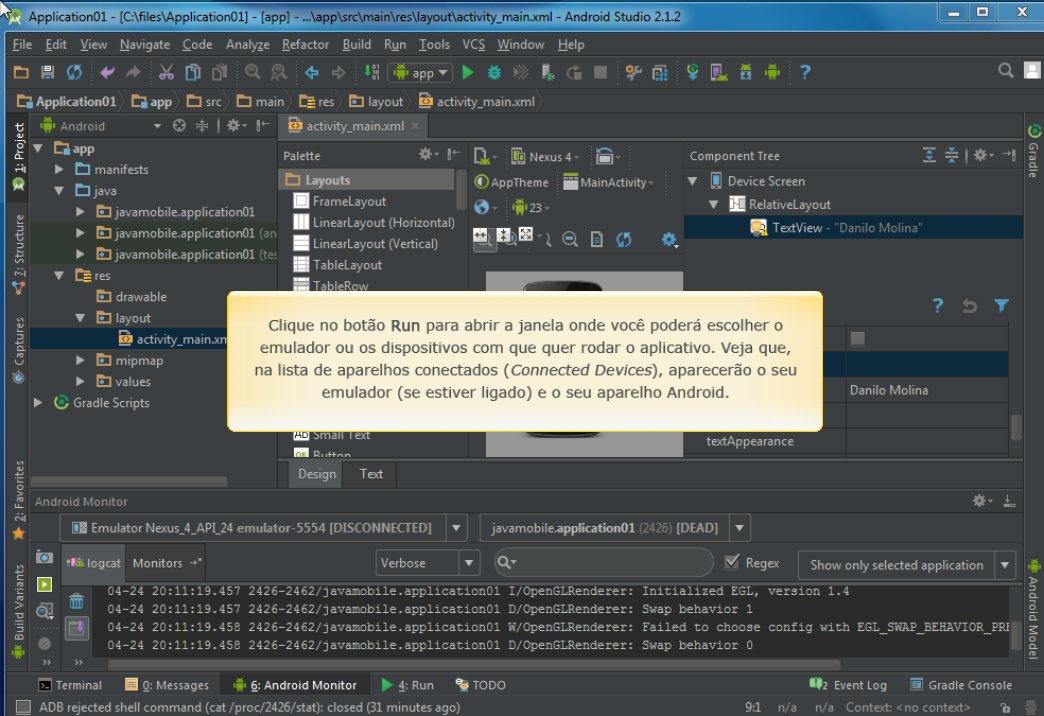 Application01 - [C:\files\Application01] - [app] - ...\app\src\main\res\layout\activity_main.xml - Android Studio 2.1.2
File Edit View Navigate Code Analyze Refactor Build Run Tools VCS Window Help
app
Application01 app src main res layout activity_main.xml
1: Project
7: Structure
Captures
2: Favorites
Build Variants
Android
app
manifests
java
javamobile.application01
javamobile.application01 (an
javamobile.application01 (tes
res
drawable
layout
activity_main.xm
mipmap
values
Gradle Scripts
activity_main.xml
Palette
Layouts
FrameLayout
LinearLayout (Horizontal)
LinearLayout (Vertical)
TableLayout
TableRow
Small Text
Button
Nexus 4
AppTheme MainActivity
23
Component Tree
Device Screen
RelativeLayout
TextView - "Danilo Molina"
Danilo Molina
textAppearance
Gradle
Android Model
Clique no botão Run para abrir a janela onde você poderá escolher o
emulador ou os dispositivos com que quer rodar o aplicativo. Veja que,
na lista de aparelhos conectados (Connected Devices), aparecerão o seu
emulador (se estiver ligado) e o seu aparelho Android.
Design Text
Android Monitor
Emulator Nexus_4_API_24 emulator-5554 [DISCONNECTED]
javamobile.application01 (2426) [DEAD]
logcat Monitors
Verbose
Regex
Show only selected application
04-24 20:11:19.457 2426-2462/javamobile.application01 I/OpenGLRenderer: Initialized EGL, version 1.4
04-24 20:11:19.457 2426-2462/javamobile.application01 D/OpenGLRenderer: Swap behavior 1
04-24 20:11:19.458 2426-2462/javamobile.application01 W/OpenGLRenderer: Failed to choose config with EGL_SWAP_BEHAVIOR_PRE
04-24 20:11:19.458 2426-2462/javamobile.application01 D/OpenGLRenderer: Swap behavior 0
Terminal 0: Messages 6: Android Monitor 4: Run TODO
2 Event Log Gradle Console
ADB rejected shell command (cat /proc/2426/stat): closed (31 minutes ago)
9:1 n/a n/a Context: <no context>